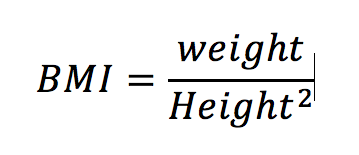 BMI = weight / Height²